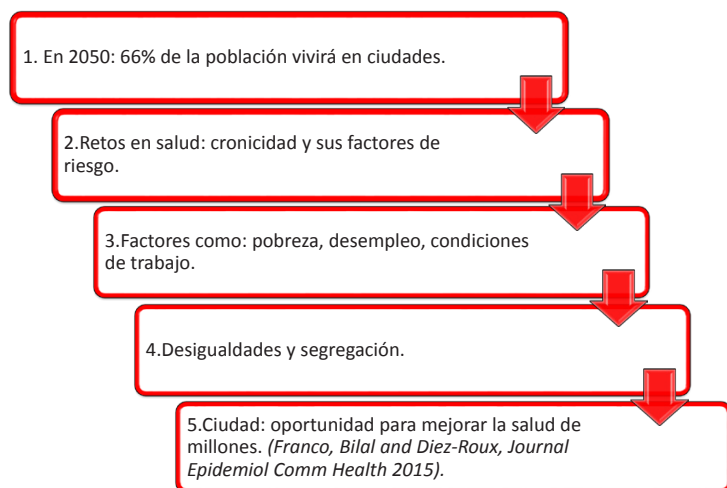 1. En 2050: 66% de la población vivirá en ciudades.
2.Retos en salud: cronicidad y sus factores de
riesgo.
3.Factores como: pobreza, desempleo, condiciones
de trabajo.
4.Desigualdades y segregación.
5.Ciudad: oportunidad para mejorar la salud de
millones. (Franco, Bilal and Diez-Roux, Journal
Epidemiol Comm Health 2015).